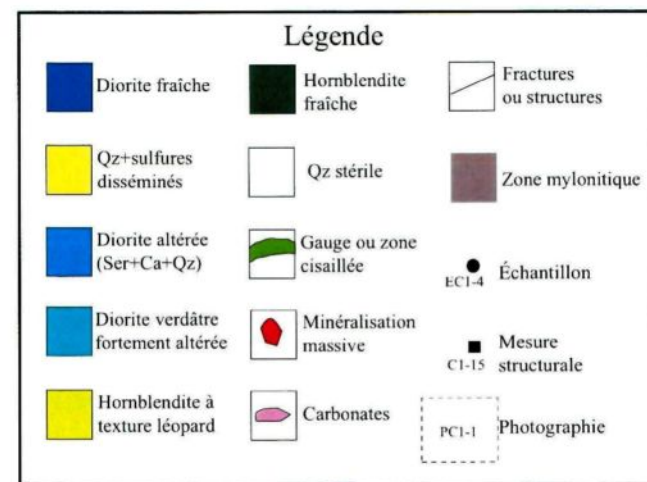 Légende
Diorite fraîche
Qz+sulfures
disséminés
Diorite altérée
(Ser+Ca+Qz)
Diorite verdâtre
fortement altérée
Hornblendite à
texture léopard
Hornblendite
fraîche
Qz stérile
Gauge ou zone
cisaillée
Minéralisation
massive
Carbonates
Fractures
ou structures
Zone mylonitique
EC1-4
Échantillon
C1-15
Mesure
structurale
PC1-1
Photographie